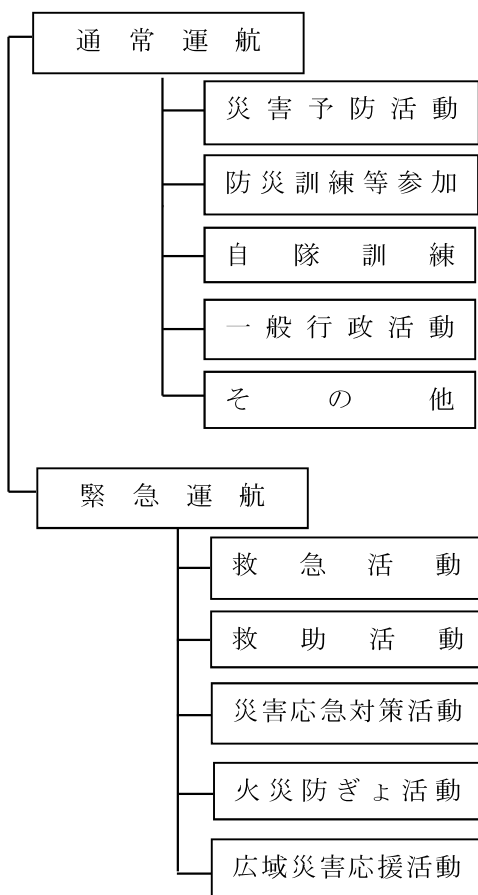 通常運航
災害予防活動
防災訓練等参加
自隊訓練
一般行政活動
その他
緊急運航
救急活動
救助活動
災害応急対策活動
火災防ぎょ活動
広域災害応援活動